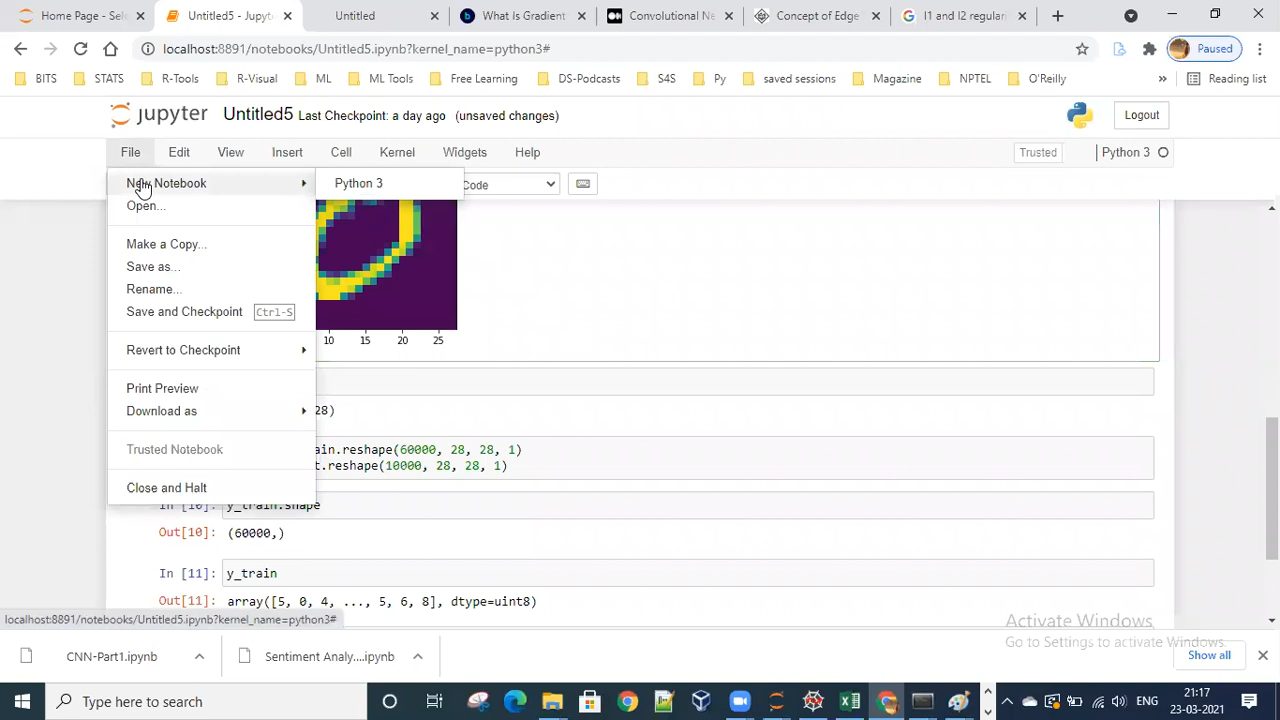 Home Page - Sele
Untitled5 - Jupyte
Untitled
What is Gradient
Convolutional Ne
Concept of Edge
l1 and l2 regular
localhost:8891/notebooks/Untitled5.ipynb?kernel_name=python3#
Paused
BITS
STATS
R-Tools
R-Visual
ML
ML Tools
Free Learning
DS-Podcasts
S4S
Py
saved sessions
Magazine
NPTEL
O'Reilly
»
Reading list
jupyter Untitled5 Last Checkpoint: a day ago (unsaved changes)
Logout
File Edit View Insert Cell Kernel Widgets Help
Trusted
Python 3
New Notebook
Python 3
Code
Open...
Make a Copy...
Save as...
Rename...
Save and Checkpoint Ctrl-S
10 15 20 25
Revert to Checkpoint
Print Preview
Download as
28)
Trusted Notebook
ain.reshape(60000, 28, 28, 1)
t.reshape(10000, 28, 28, 1)
Close and Halt
In [10]: y_train.shape
Out[10]: (60000,)
In [11]: y_train
Out[11]: array([5, 0, 4, ..., 5, 6, 8], dtype=uint8)
localhost:8891/notebooks/Untitled5.ipynb?kernel_name=python3#
Activate Windows
Go to Settings to activate Windows.
CNN-Part1.ipynb
Sentiment Analy....ipynb
Show all
Type here to search
ENG
21:17
23-03-2021